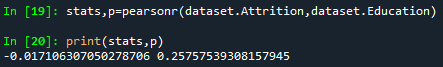 In [19]: stats,p=pearsonr(dataset.Attrition,dataset.Education)
In [20]: print(stats,p)
-0.017106307050278706 0.25757539308157945